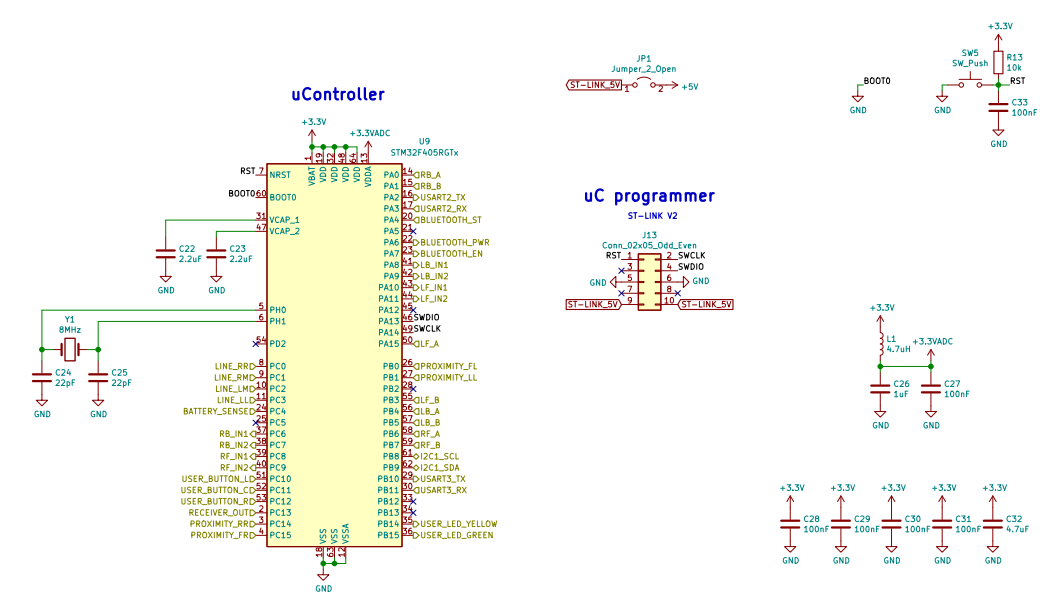 uController
+3.3V
+3.3VADC
U9
STM32F405RGTx
1 19 32 48 64 13
VBAT VDD VDD VDD VDD VDDA
RST 7 NRST
BOOT0 60 BOOT0
31 VCAP_1
47 VCAP_2
C22
2.2uF
GND
C23
2.2uF
GND
5 PH0
6 PH1
Y1
8MHz
C24
22pF
GND
C25
22pF
GND
54 PD2
LINE_RR 8 PC0
LINE_RM 9 PC1
LINE_LM 10 PC2
LINE_LL 11 PC3
BATTERY_SENSE 24 PC4
25 PC5
RB_IN1 37 PC6
RB_IN2 38 PC7
RF_IN1 39 PC8
RF_IN2 40 PC9
USER_BUTTON_L 51 PC10
USER_BUTTON_C 52 PC11
USER_BUTTON_R 53 PC12
RECEIVER_OUT 2 PC13
PROXIMITY_RR 3 PC14
PROXIMITY_FR 4 PC15
PA0 14 RB_A
PA1 15 RB_B
PA2 16 USART2_TX
PA3 17 USART2_RX
PA4 20 BLUETOOTH_ST
PA5 21
PA6 22 BLUETOOTH_PWR
PA7 23 BLUETOOTH_EN
PA8 41 LB_IN1
PA9 42 LB_IN2
PA10 43 LF_IN1
PA11 44 LF_IN2
PA12 45
PA13 46 SWDIO
PA14 49 SWCLK
PA15 50 LF_A
PB0 26 PROXIMITY_FL
PB1 27 PROXIMITY_LL
PB2 28
PB3 55 LF_B
PB4 56 LB_A
PB5 57 LB_B
PB6 58 RF_A
PB7 59 RF_B
PB8 61 I2C1_SCL
PB9 62 I2C1_SDA
PB10 29 USART3_TX
PB11 30 USART3_RX
PB12 33
PB13 34
PB14 35 USER_LED_YELLOW
PB15 36 USER_LED_GREEN
VSS VSS VSSA
18 63 12
GND
JP1
Jumper_2_Open
ST-LINK_5V 1 2 +5V
uC programmer
ST-LINK V2
J13
Conn_02x05_Odd_Even
RST 1 2 SWCLK
3 4 SWDIO
GND 5 6 GND
7 8
ST-LINK_5V 9 10 ST-LINK_5V
BOOT0
GND
+3.3V
SW5
SW_Push
R13
10k
RST
GND
C33
100nF
GND
+3.3V
L1
4.7uH
+3.3VADC
C26
1uF
C27
100nF
GND
GND
+3.3V +3.3V +3.3V +3.3V +3.3V
C28 C29 C30 C31 C32
100nF 100nF 100nF 100nF 4.7uF
GND GND GND GND GND